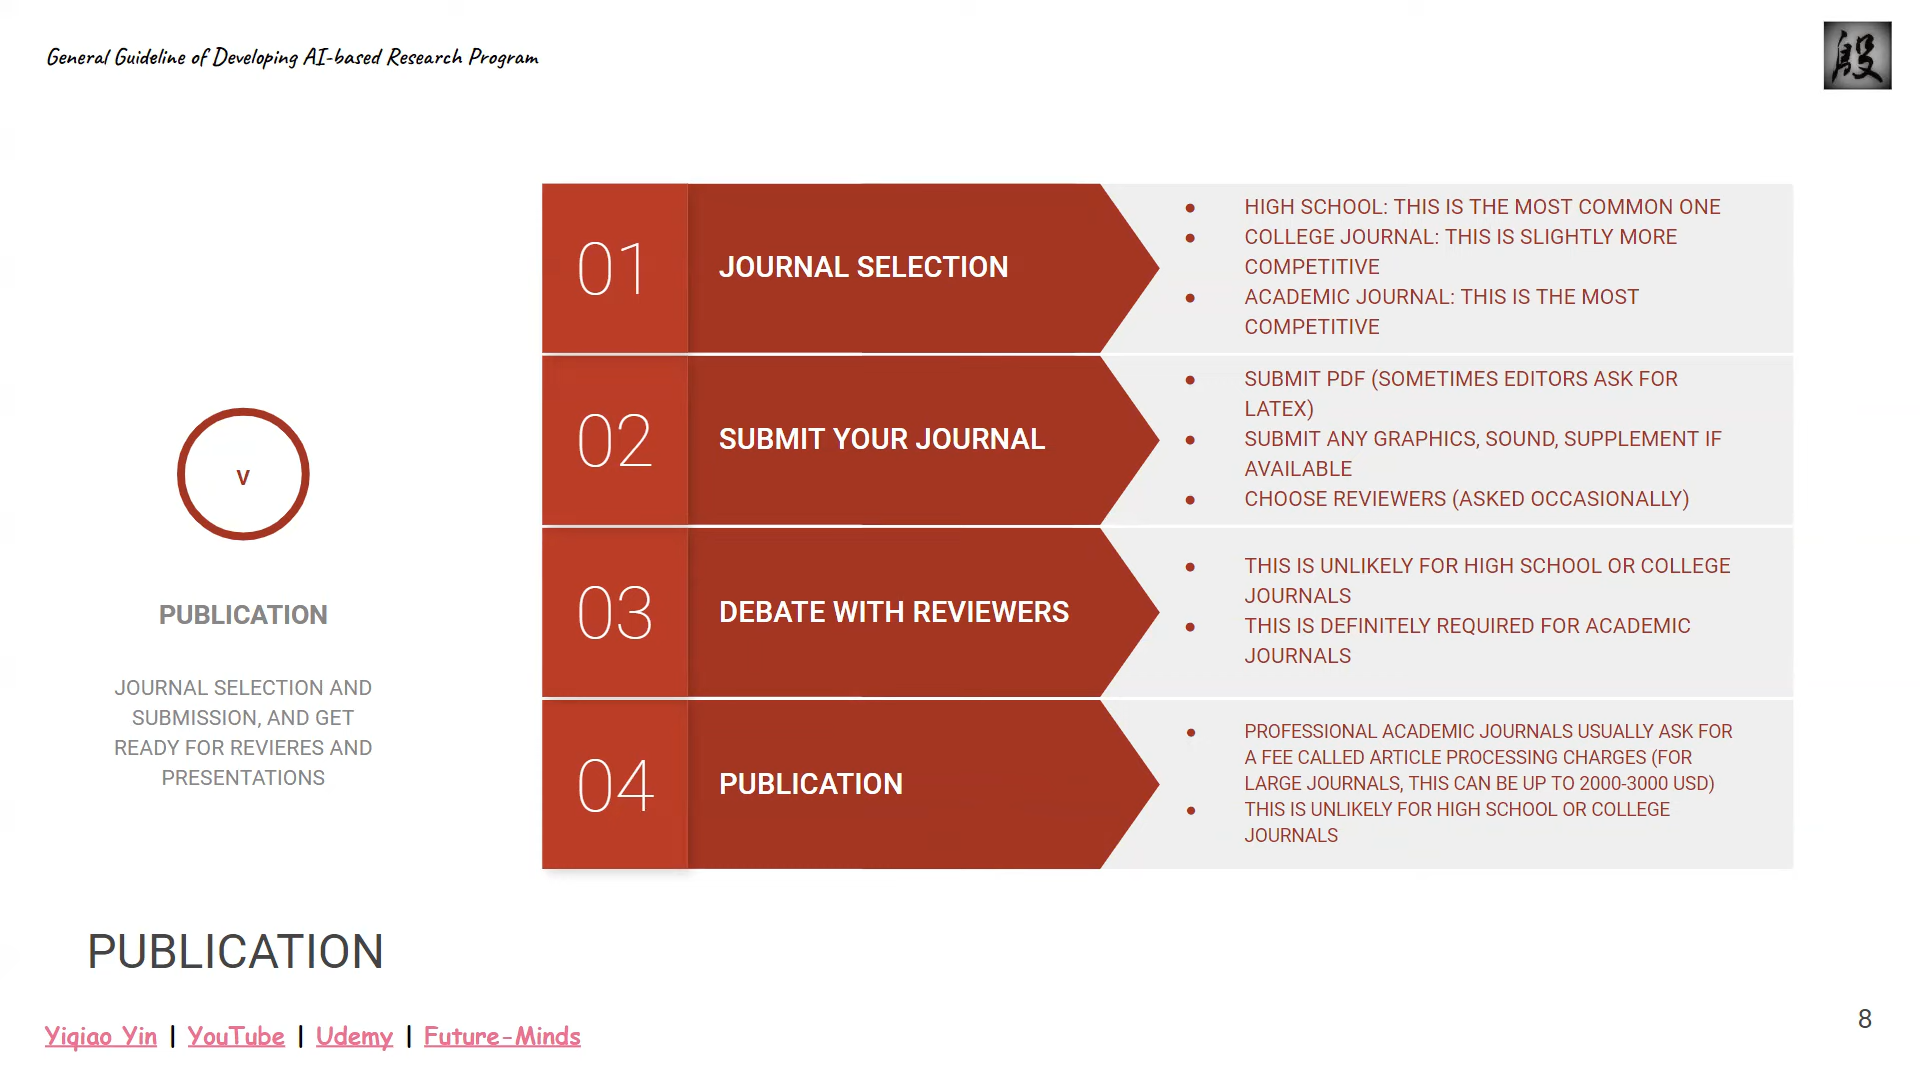 General Guideline of Developing AI-based Research Program
殷
01
JOURNAL SELECTION
● HIGH SCHOOL: THIS IS THE MOST COMMON ONE
● COLLEGE JOURNAL: THIS IS SLIGHTLY MORE
COMPETITIVE
● ACADEMIC JOURNAL: THIS IS THE MOST
COMPETITIVE
02
SUBMIT YOUR JOURNAL
● SUBMIT PDF (SOMETIMES EDITORS ASK FOR
LATEX)
● SUBMIT ANY GRAPHICS, SOUND, SUPPLEMENT IF
AVAILABLE
● CHOOSE REVIEWERS (ASKED OCCASIONALLY)
03
DEBATE WITH REVIEWERS
● THIS IS UNLIKELY FOR HIGH SCHOOL OR COLLEGE
JOURNALS
● THIS IS DEFINITELY REQUIRED FOR ACADEMIC
JOURNALS
04
PUBLICATION
● PROFESSIONAL ACADEMIC JOURNALS USUALLY ASK FOR
A FEE CALLED ARTICLE PROCESSING CHARGES (FOR
LARGE JOURNALS, THIS CAN BE UP TO 2000-3000 USD)
● THIS IS UNLIKELY FOR HIGH SCHOOL OR COLLEGE
JOURNALS
V
PUBLICATION
JOURNAL SELECTION AND
SUBMISSION, AND GET
READY FOR REVIERES AND
PRESENTATIONS
PUBLICATION
Yiqiao Yin | YouTube | Udemy | Future-Minds
8